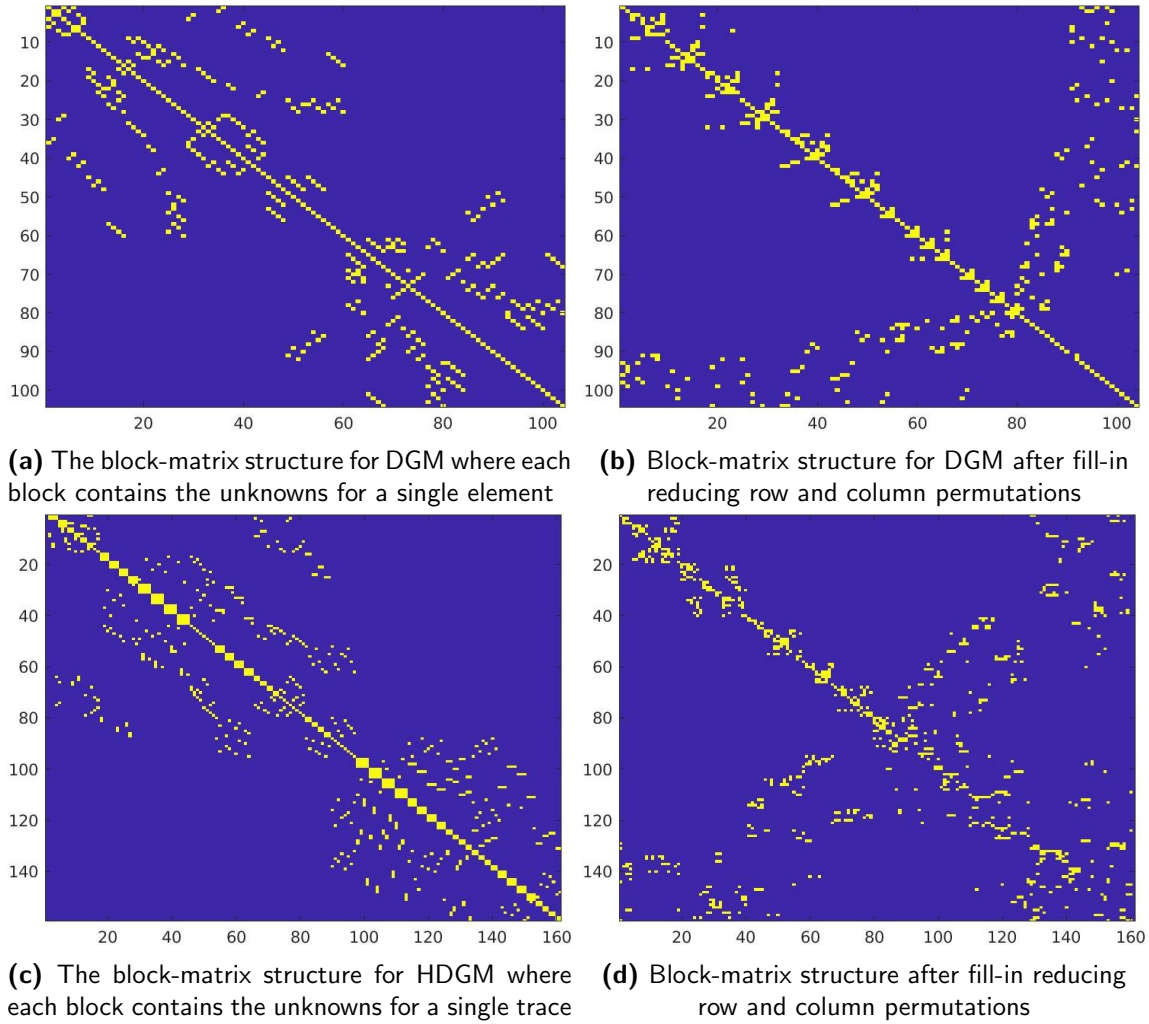 10
20
30
40
50
60
70
80
90
100
20 40 60 80 100
10
20
30
40
50
60
70
80
90
100
20 40 60 80 100
(a) The block-matrix structure for DGM where each
block contains the unknowns for a single element
(b) Block-matrix structure for DGM after fill-in
reducing row and column permutations
20
40
60
80
100
120
140
20 40 60 80 100 120 140 160
20
40
60
80
100
120
140
20 40 60 80 100 120 140 160
(c) The block-matrix structure for HDGM where
each block contains the unknowns for a single trace
(d) Block-matrix structure after fill-in reducing
row and column permutations